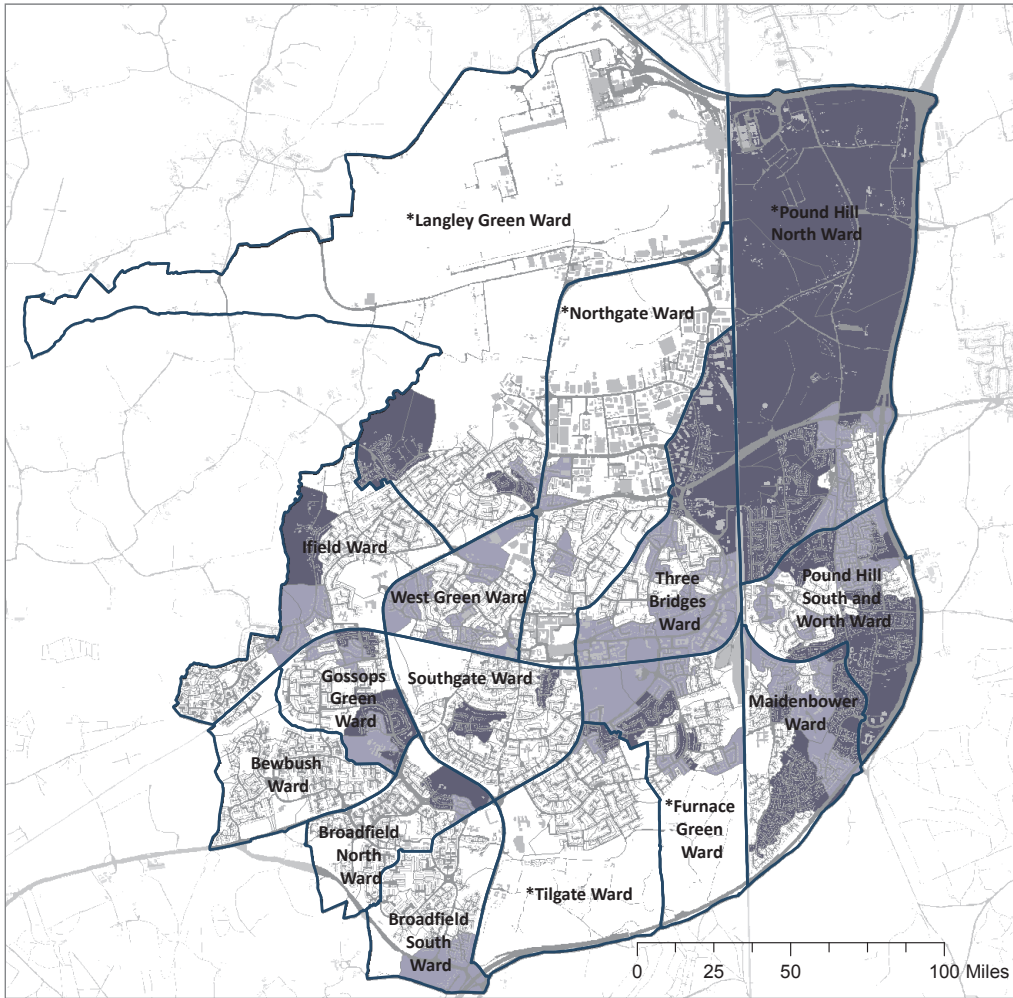 *Langley Green Ward
*Pound Hill
North Ward
*Northgate Ward
Ifield Ward
West Green Ward
Three
Bridges
Ward
Pound Hill
South and
Worth Ward
Gossops
Green
Ward
Southgate Ward
Maidenbower
Ward
Bewbush
Ward
*Furnace
Green
Ward
Broadfield
North
Ward
*Tilgate Ward
Broadfield
South
Ward
0 25 50 100 Miles